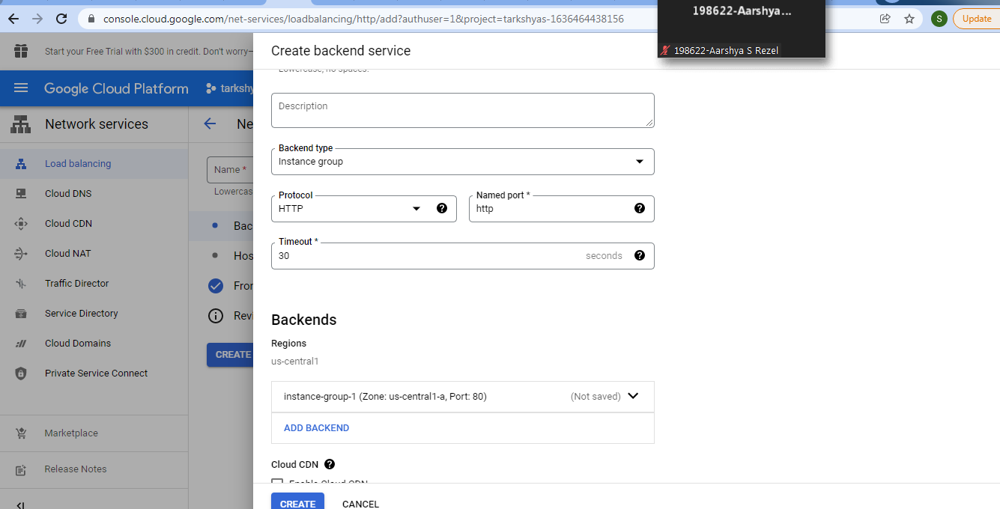 198622-Aarshya...
console.cloud.google.com/net-services/loadbalancing/http/add?authuser=1&project=tarkshyas-1636464438156
S
Update
198622-Aarshya S Rezel
Start your Free Trial with $300 in credit. Don't worry—
Create backend service
Lowercase, no spaces.
Google Cloud Platform
tarkshy
Network services
Ne
Description
Load balancing
Name *
Lowercas
Backend type
Instance group
Cloud DNS
Protocol
HTTP
Named port *
http
Cloud CDN
Bac
Cloud NAT
Hos
Timeout *
30
seconds
Traffic Director
Fron
Service Directory
Revi
Backends
Cloud Domains
Regions
us-central1
CREATE
Private Service Connect
instance-group-1 (Zone: us-central1-a, Port: 80)
(Not saved)
ADD BACKEND
Marketplace
Cloud CDN
Release Notes
Enable Cloud CDN
CREATE
CANCEL